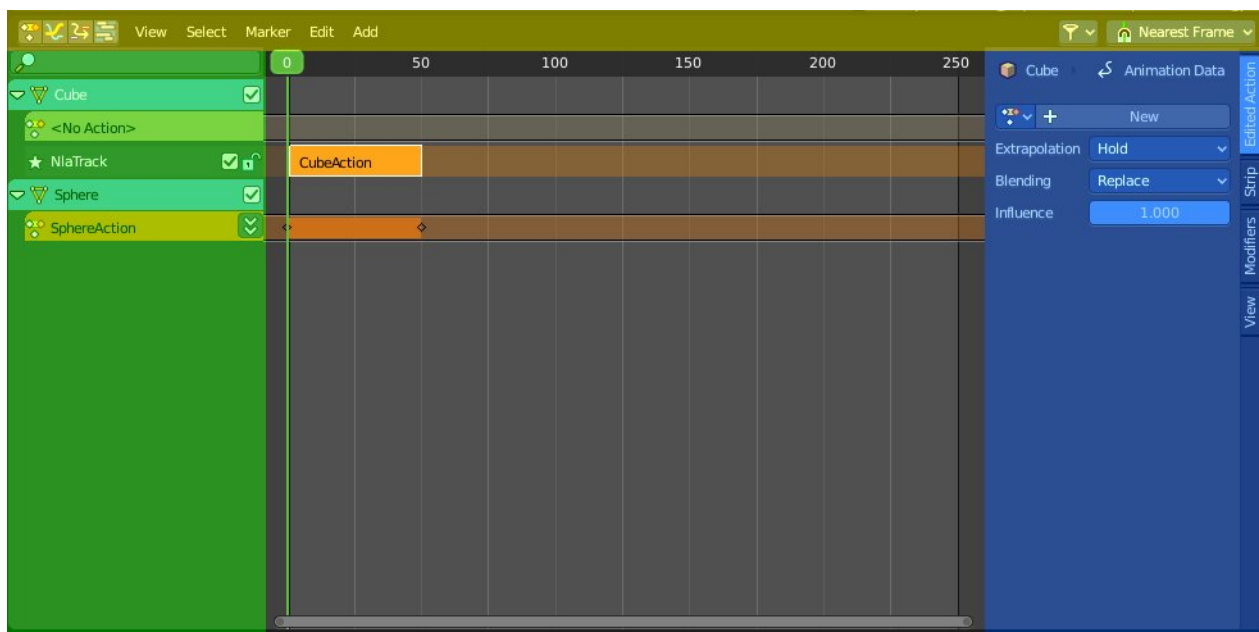 View Select Marker Edit Add Nearest Frame
0 50 100 150 200 250
Cube Animation Data
Cube
<No Action> New
NlaTrack CubeAction Extrapolation Hold
Sphere Blending Replace
SphereAction Influence 1.000
Edited Action
Strip
Modifiers
View